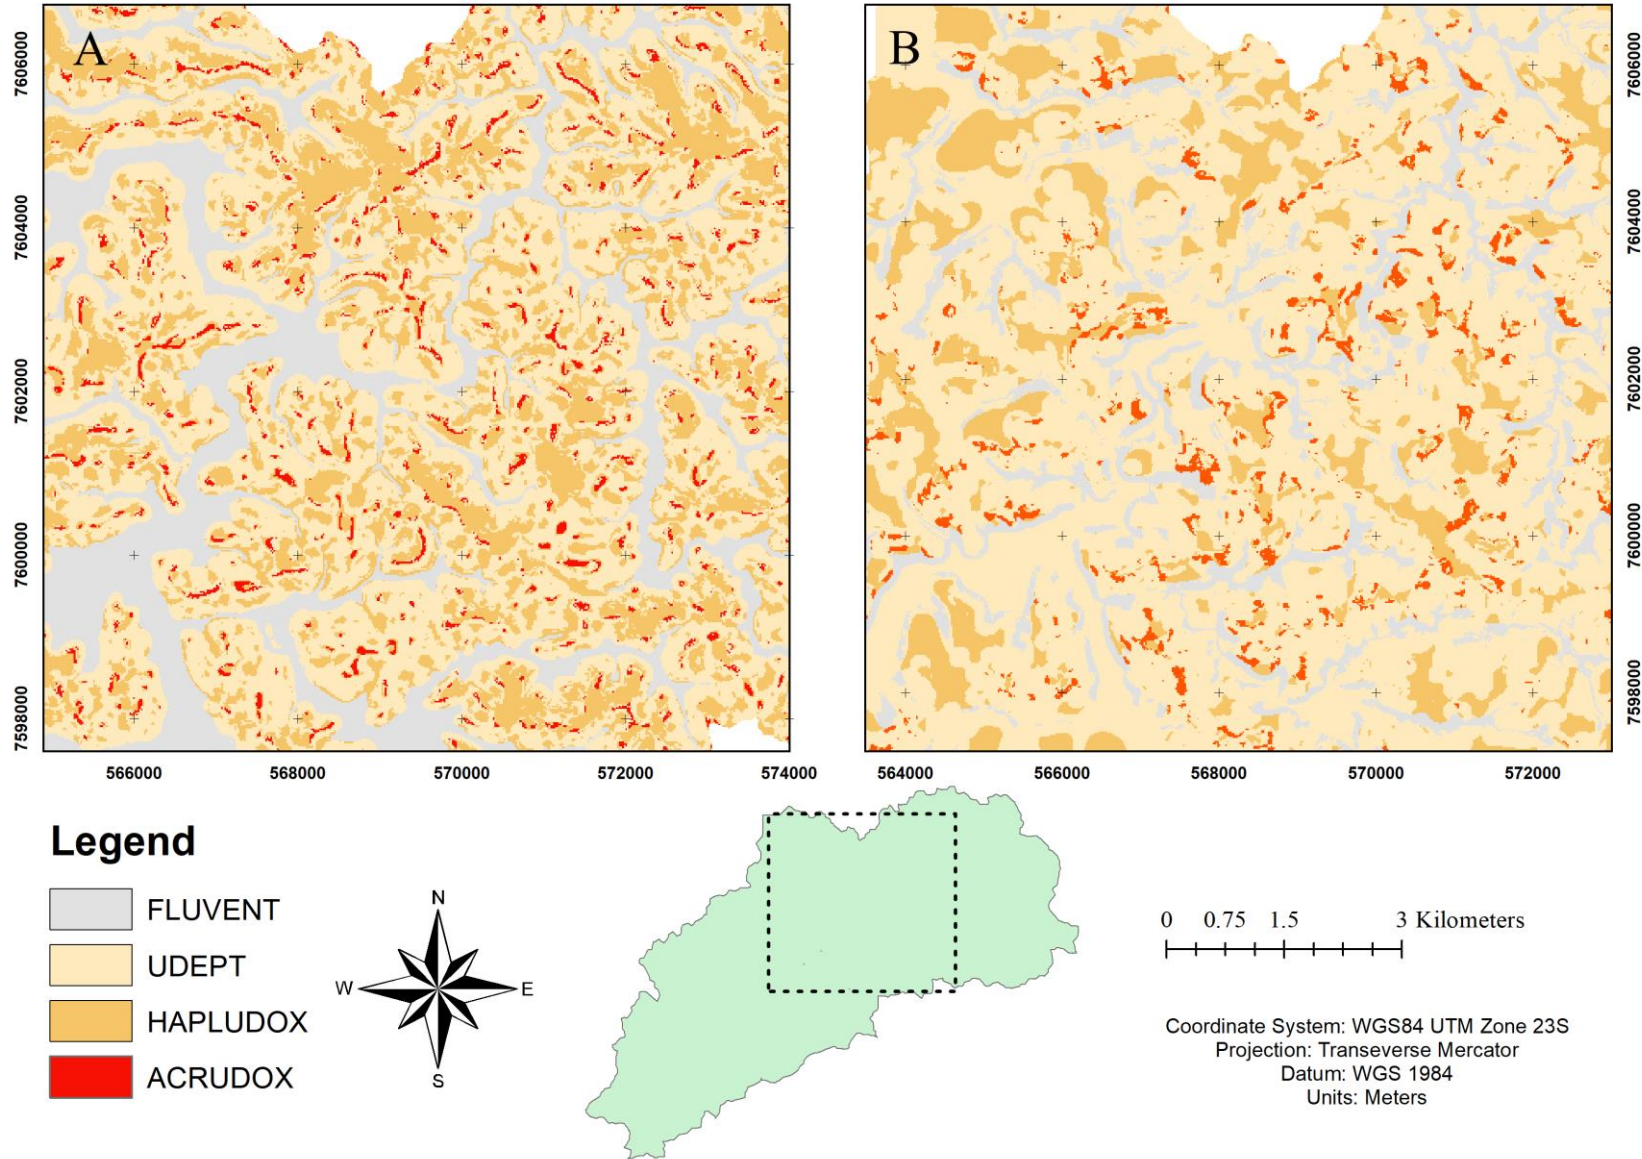 A
B
7606000
7604000
7602000
7600000
7598000
566000 568000 570000 572000 574000
7606000
7604000
7602000
7600000
7598000
564000 566000 568000 570000 572000
Legend
FLUVENT
UDEPT
HAPLUDOX
ACRUDOX
N
W E
S
0 0.75 1.5 3 Kilometers
Coordinate System: WGS84 UTM Zone 23S
Projection: Transeverse Mercator
Datum: WGS 1984
Units: Meters